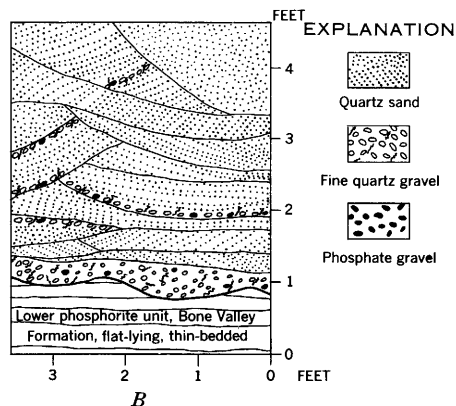 FEET
EXPLANATION
4
Quartz sand
3
Fine quartz gravel
2
Phosphate gravel
1
Lower phosphorite unit, Bone Valley
Formation, flat-lying, thin-bedded
0
3 2 1 0 FEET
B